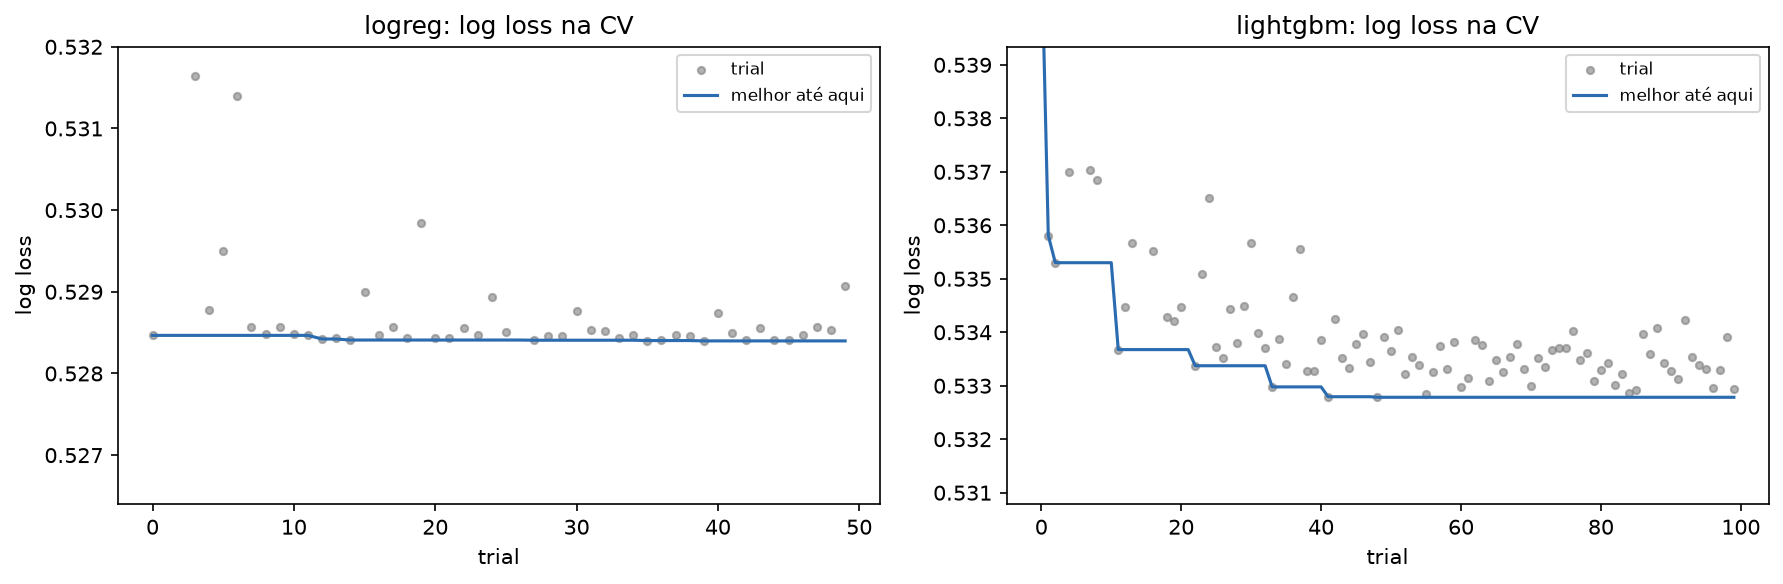 logreg: log loss na CV
0.532
0.531
0.530
0.529
0.528
0.527
log loss
0
10
20
30
40
50
trial
trial
melhor até aqui
lightgbm: log loss na CV
0.539
0.538
0.537
0.536
0.535
0.534
0.533
0.532
0.531
log loss
0
20
40
60
80
100
trial
trial
melhor até aqui